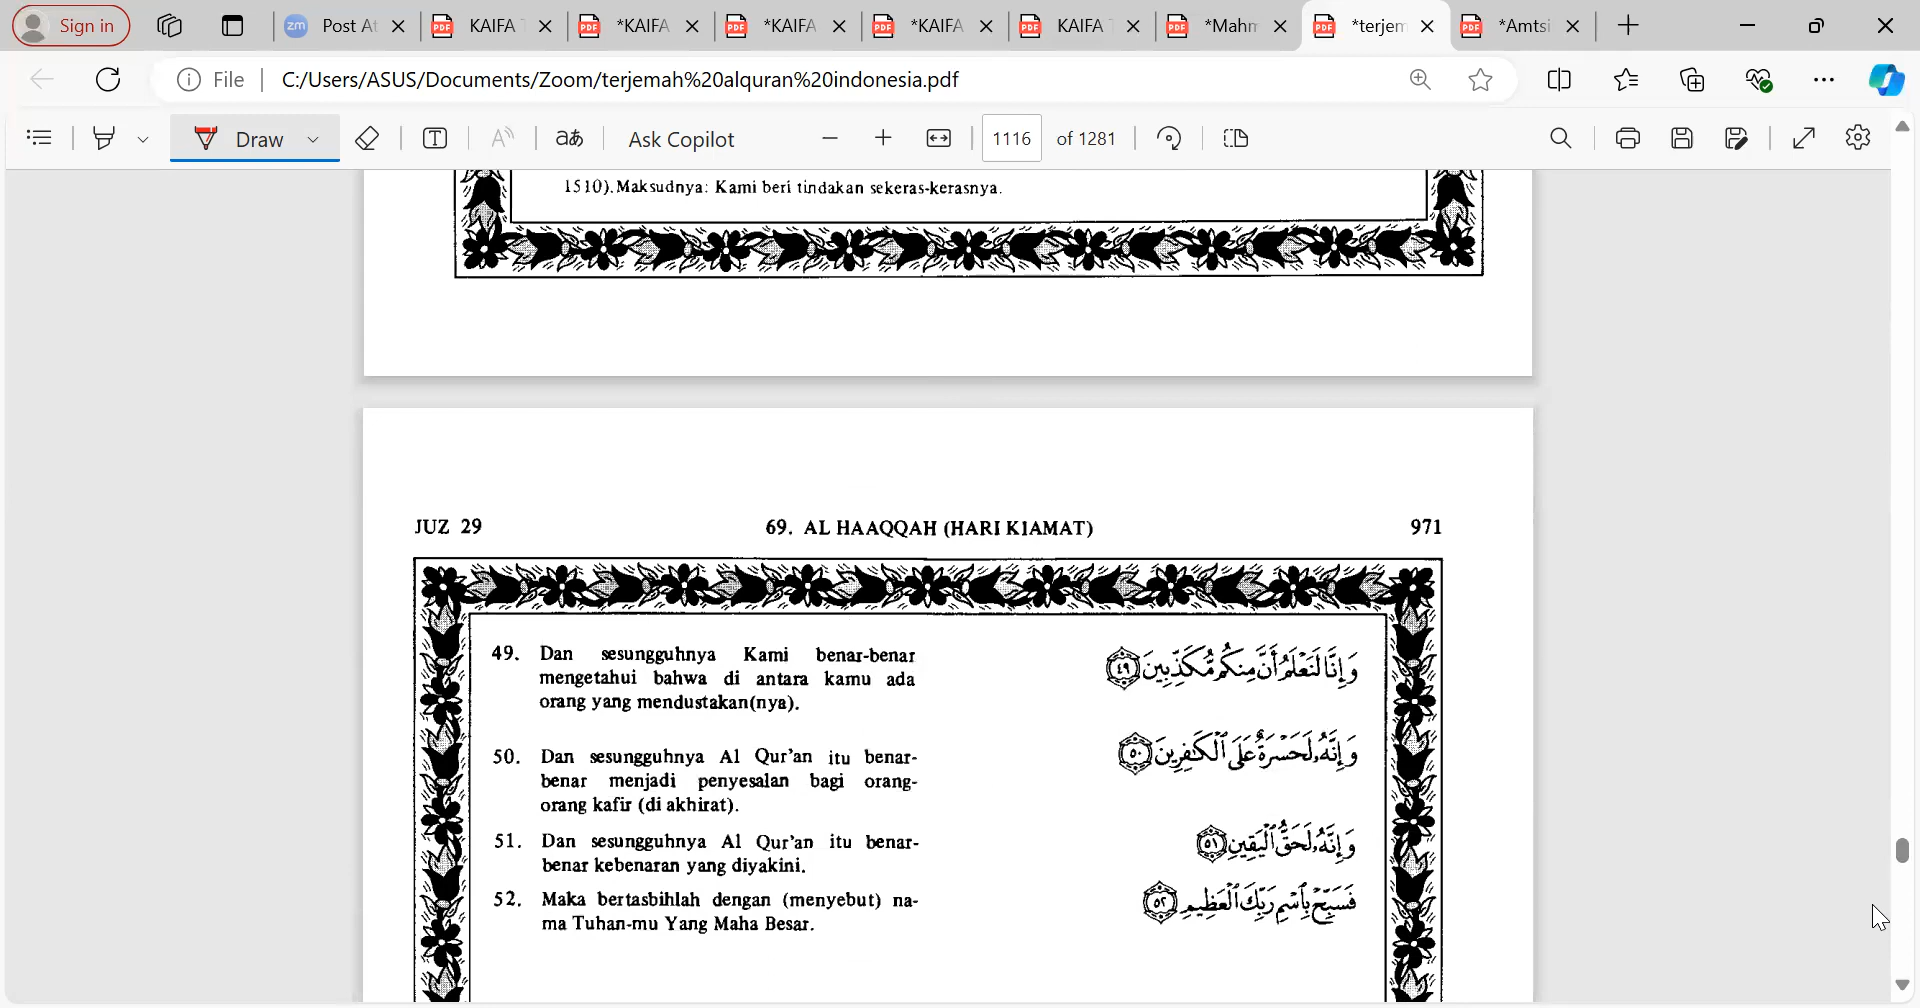 Sign in
Post At
KAIFA T
*KAIFA
*KAIFA
*KAIFA
KAIFA T
*Mahm
*terjem
*Amtsi
File
C:/Users/ASUS/Documents/Zoom/terjemah%20alquran%20indonesia.pdf
Draw
Ask Copilot
1116 of 1281
1510).Maksudnya: Kami beri tindakan sekeras-kerasnya.
JUZ 29
69. AL HAAQQAH (HARI KIAMAT)
971
49. Dan sesungguhnya Kami benar-benar
mengetahui bahwa di antara kamu ada
orang yang mendustakan(nya).
وَإِنَّا لَنَعْلَمُ أَنَّ مِنكُم مُّكَذِّبِينَ ٤٩
50. Dan sesungguhnya Al Qur'an itu benar-
benar menjadi penyesalan bagi orang-
orang kafir (di akhirat).
وَإِنَّهُۥ لَحَسْرَةٌ عَلَى ٱلْكَٰفِرِينَ ٥٠
51. Dan sesungguhnya Al Qur'an itu benar-
benar kebenaran yang diyakini.
وَإِنَّهُۥ لَحَقُّ ٱلْيَقِينِ ٥١
52. Maka bertasbihlah dengan (menyebut) na-
ma Tuhan-mu Yang Maha Besar.
فَسَبِّحْ بِٱسْمِ رَبِّكَ ٱلْعَظِيمِ ٥٢